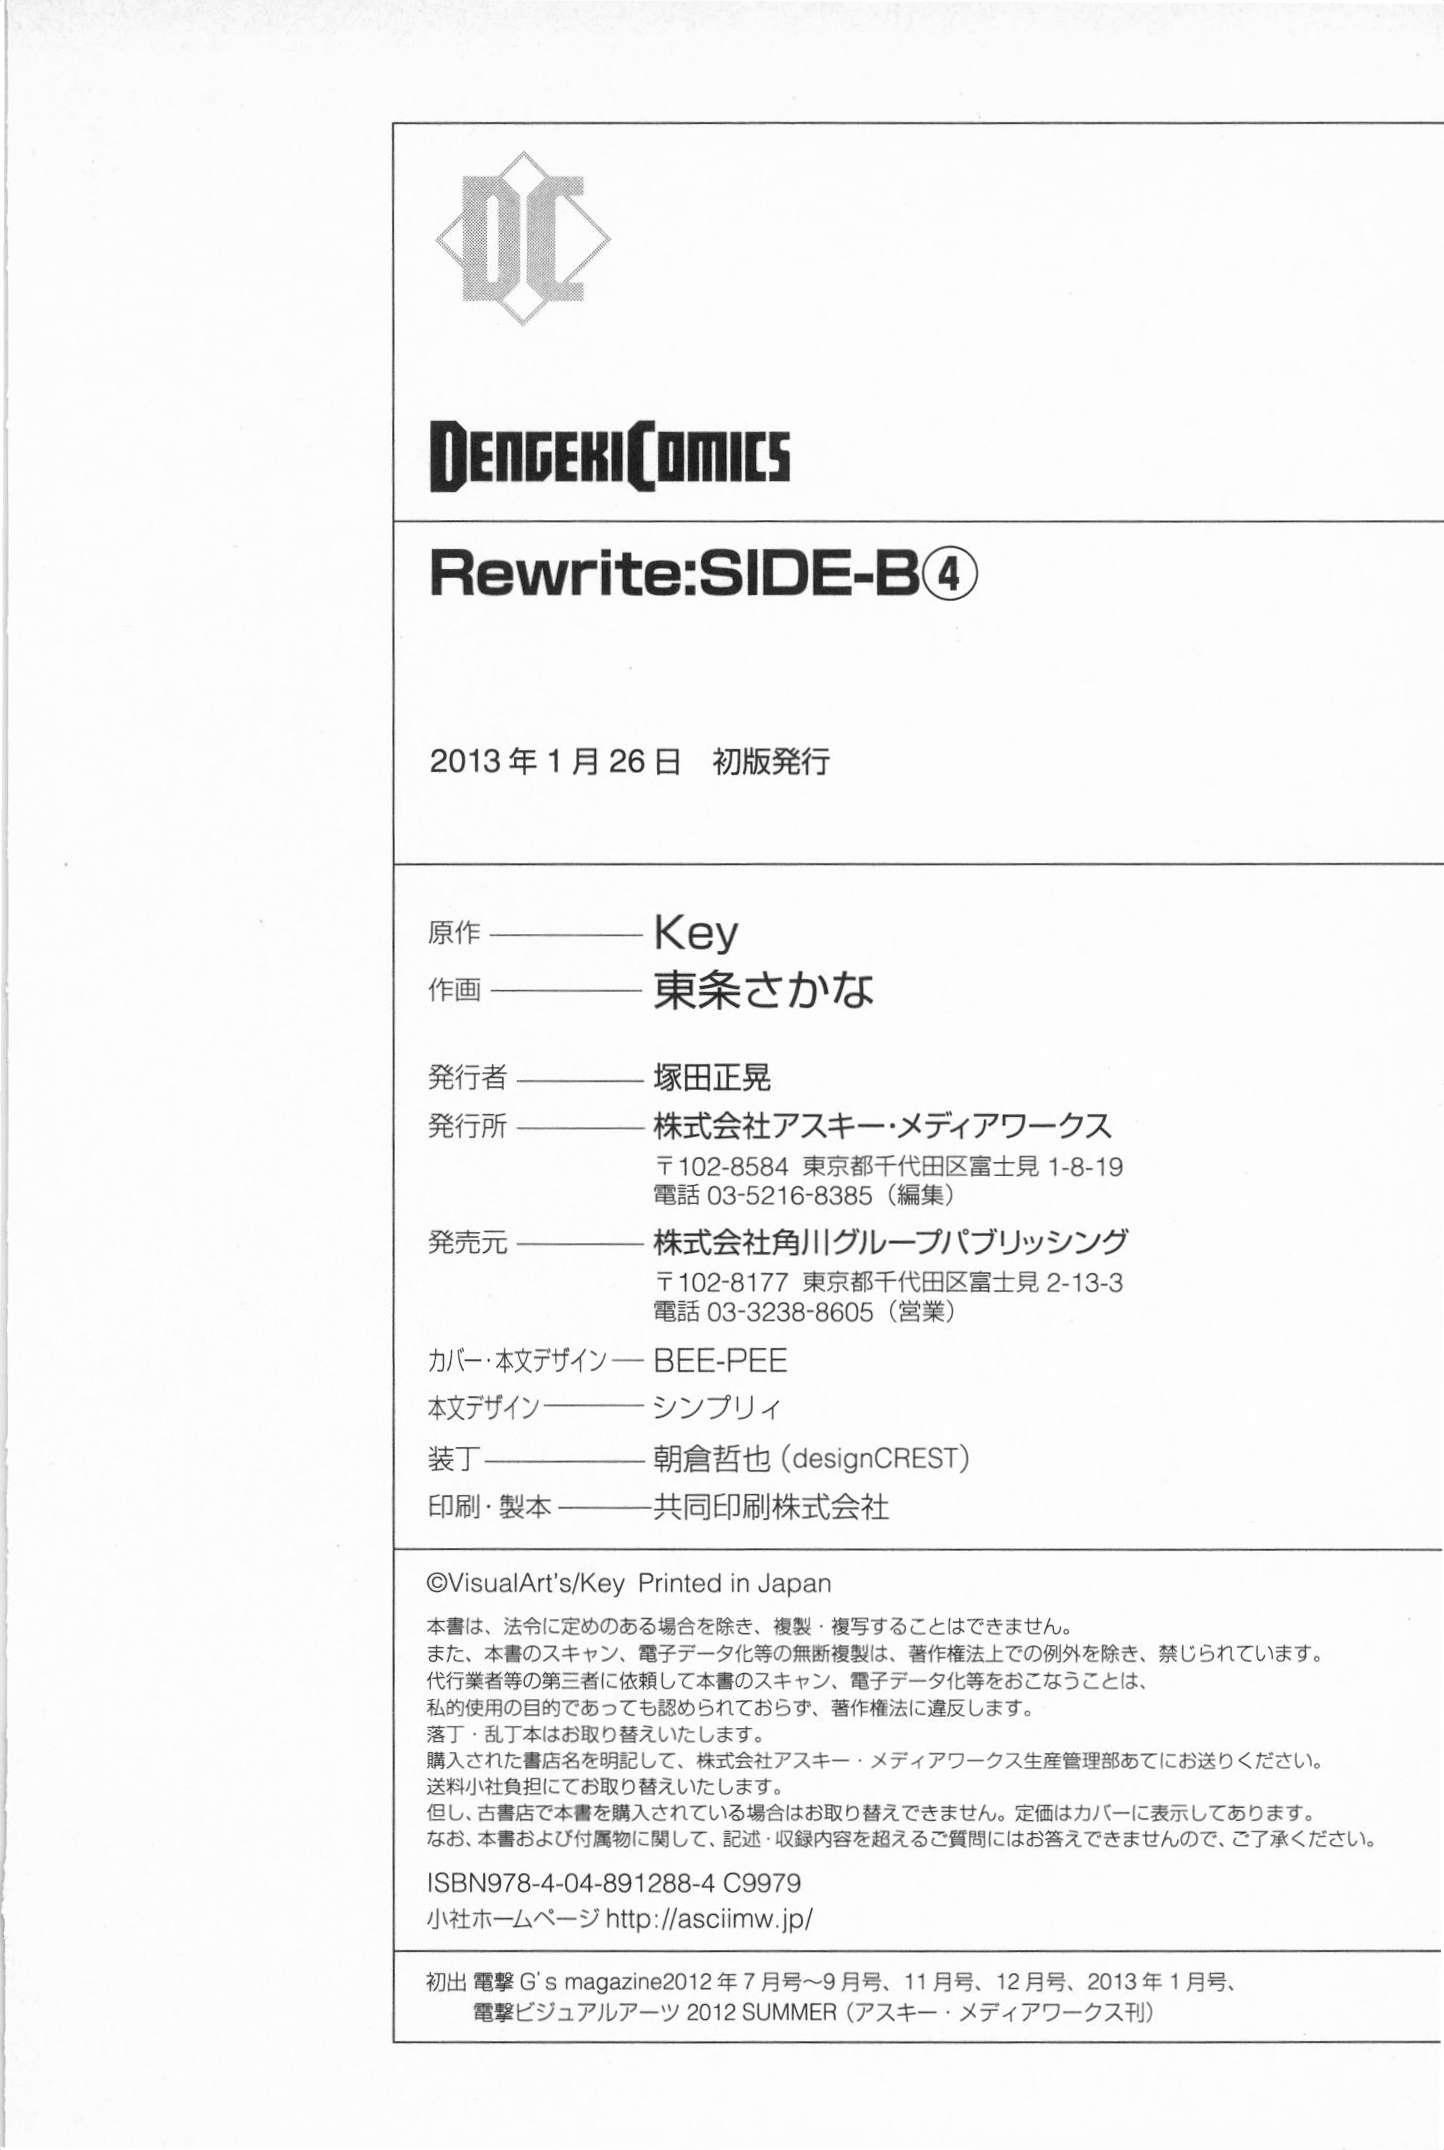 DC
DENGEKI COMICS
Rewrite:SIDE-B④
2013年1月26日　初版発行
原作 ———— Key
作画 ———— 東条さかな
発行者 ———— 塚田正晃
発行所 ———— 株式会社アスキー・メディアワークス
〒102-8584 東京都千代田区富士見 1-8-19
電話 03-5216-8385（編集）
発売元 ———— 株式会社角川グループパブリッシング
〒102-8177 東京都千代田区富士見 2-13-3
電話 03-3238-8605（営業）
カバー・本文デザイン — BEE-PEE
本文デザイン ——— シンプリィ
装丁 ———— 朝倉哲也（designCREST）
印刷・製本 ——— 共同印刷株式会社
©VisualArt's/Key Printed in Japan
本書は、法令に定めのある場合を除き、複製・複写することはできません。
また、本書のスキャン、電子データ化等の無断複製は、著作権法上での例外を除き、禁じられています。
代行業者等の第三者に依頼して本書のスキャン、電子データ化等をおこなうことは、
私的使用の目的であっても認められておらず、著作権法に違反します。
落丁・乱丁本はお取り替えいたします。
購入された書店名を明記して、株式会社アスキー・メディアワークス生産管理部あてにお送りください。
送料小社負担にてお取り替えいたします。
但し、古書店で本書を購入されている場合はお取り替えできません。定価はカバーに表示してあります。
なお、本書および付属物に関して、記述・収録内容を超えるご質問にはお答えできませんので、ご了承ください。
ISBN978-4-04-891288-4 C9979
小社ホームページ http://asciimw.jp/
初出 電撃 G's magazine2012年7月号〜9月号、11月号、12月号、2013年1月号、
電撃ビジュアルアーツ 2012 SUMMER（アスキー・メディアワークス刊）